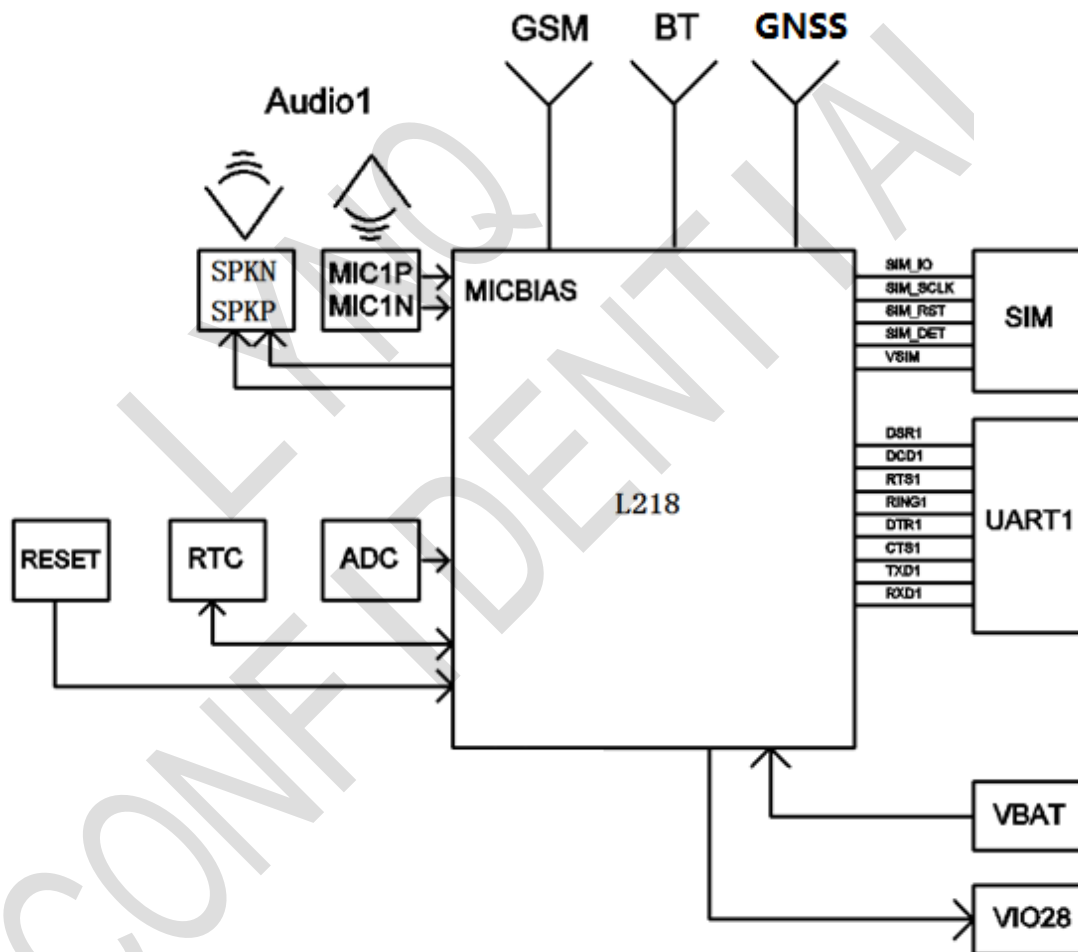 GSM BT GNSS
Audio1
SPKN
SPKP
MIC1P
MIC1N
MICBIAS
L218
SIM_IO
SIM_SCLK
SIM_RST
SIM_DET
VSIM
SIM
DSR1
DCD1
RTS1
RING1
DTR1
CTS1
TXD1
RXD1
UART1
RESET
RTC
ADC
VBAT
VIO28
LYNQ
CONFIDENTIAL